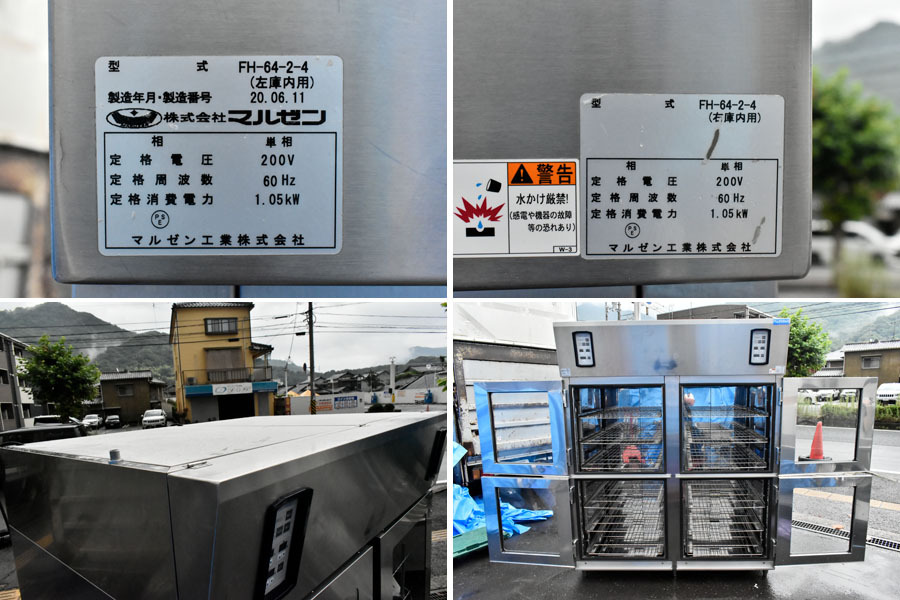 型 式 FH-64-2-4
(左庫内用)
製造年月・製造番号 20.06.11
株式会社マルゼン
相 単相
定格電圧 200V
定格周波数 60Hz
定格消費電力 1.05kW
PSE
マルゼン工業株式会社
型 式 FH-64-2-4
(右庫内用)
相 単相
定格電圧 200V
定格周波数 60Hz
定格消費電力 1.05kW
PSE
マルゼン工業株式会社
警告
水かけ厳禁!
(感電や機器の故障
等の恐れあり)
W-3